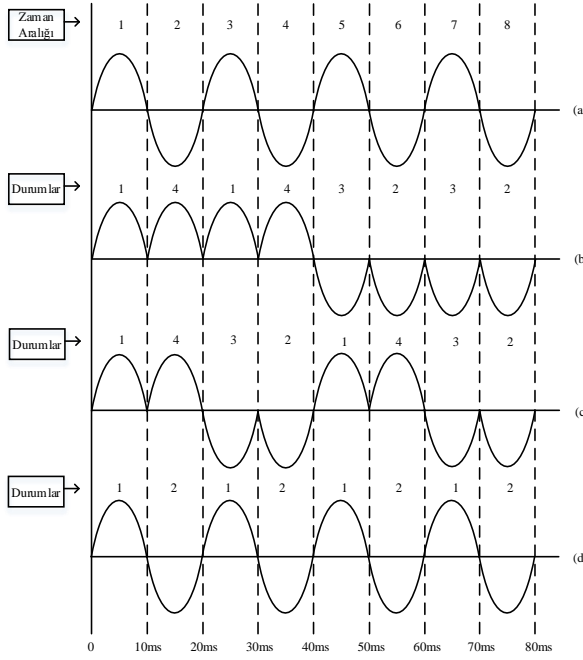 Zaman
Aralığı
1 2 3 4 5 6 7 8
(a
Durumlar
1 4 1 4 3 2 3 2
(b
Durumlar
1 4 3 2 1 4 3 2
(c
Durumlar
1 2 1 2 1 2 1 2
(d
0 10ms 20ms 30ms 40ms 50ms 60ms 70ms 80ms